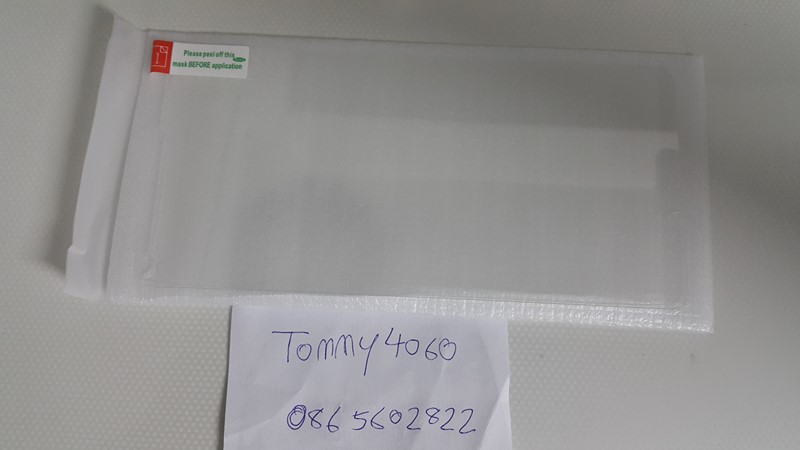 Please peel off this
mask BEFORE application
Tommy4060
0865602822